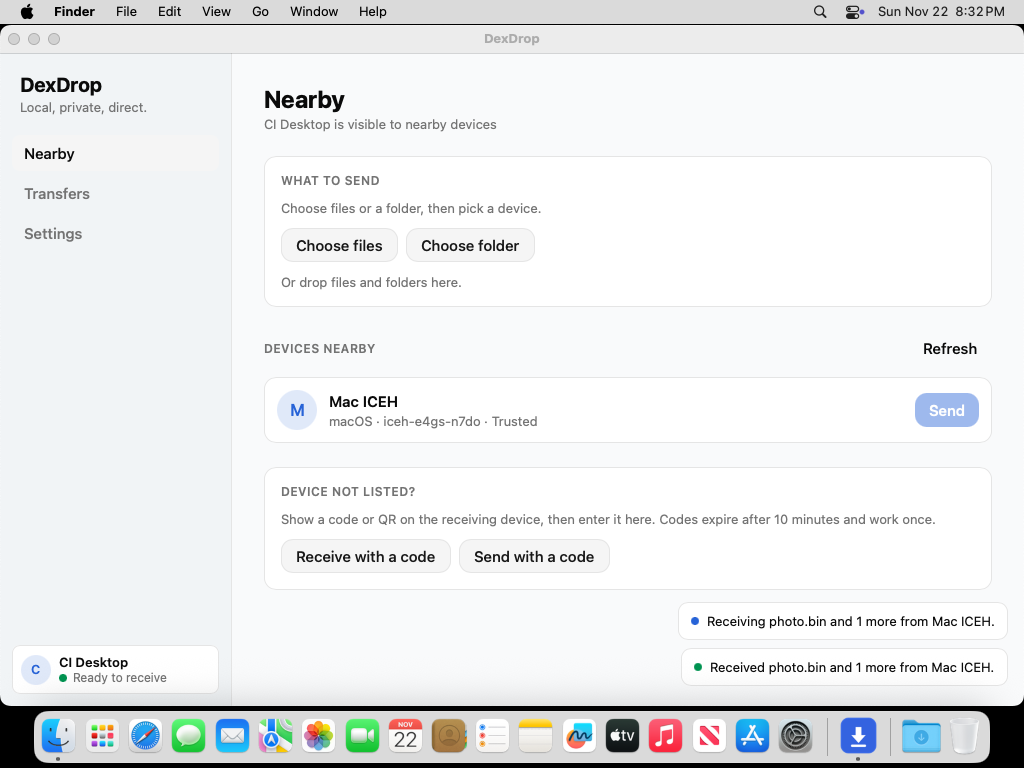 Finder File Edit View Go Window Help Sun Nov 22 8:32 PM
DexDrop
DexDrop
Local, private, direct.
Nearby
Transfers
Settings
C
CI Desktop
Ready to receive
Nearby
CI Desktop is visible to nearby devices
WHAT TO SEND
Choose files or a folder, then pick a device.
Choose files Choose folder
Or drop files and folders here.
DEVICES NEARBY Refresh
M
Mac ICEH
macOS · iceh-e4gs-n7do · Trusted
Send
DEVICE NOT LISTED?
Show a code or QR on the receiving device, then enter it here. Codes expire after 10 minutes and work once.
Receive with a code Send with a code
Receiving photo.bin and 1 more from Mac ICEH.
Received photo.bin and 1 more from Mac ICEH.
NOV
22
tv